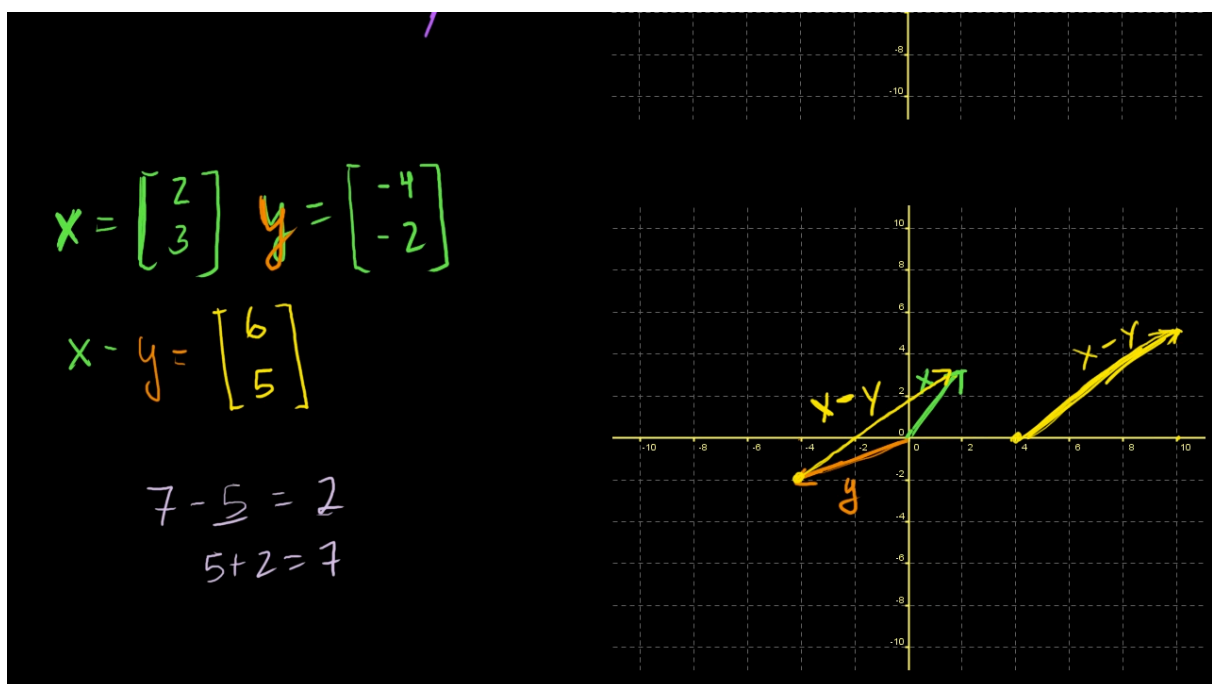 x = [2 3] y = [-4 -2]
x - y = [6 5]
7 - 5 = 2
5 + 2 = 7
-8
-10
10
8
6
4
2
0
-2
-4
-6
-8
-10
-10 -8 -6 -4 -2 2 4 6 8 10
x - y
x
y
x - y